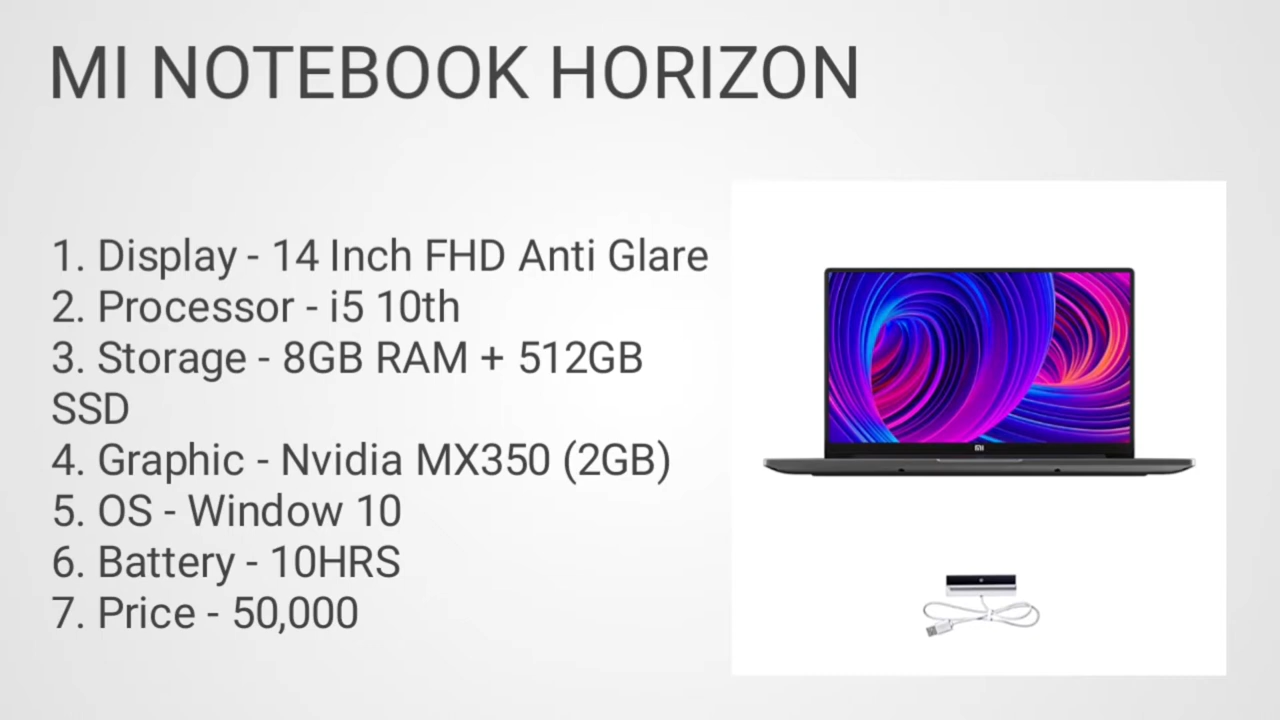 MI NOTEBOOK HORIZON
1. Display - 14 Inch FHD Anti Glare
2. Processor - i5 10th
3. Storage - 8GB RAM + 512GB
SSD
4. Graphic - Nvidia MX350 (2GB)
5. OS - Window 10
6. Battery - 10HRS
7. Price - 50,000
mi